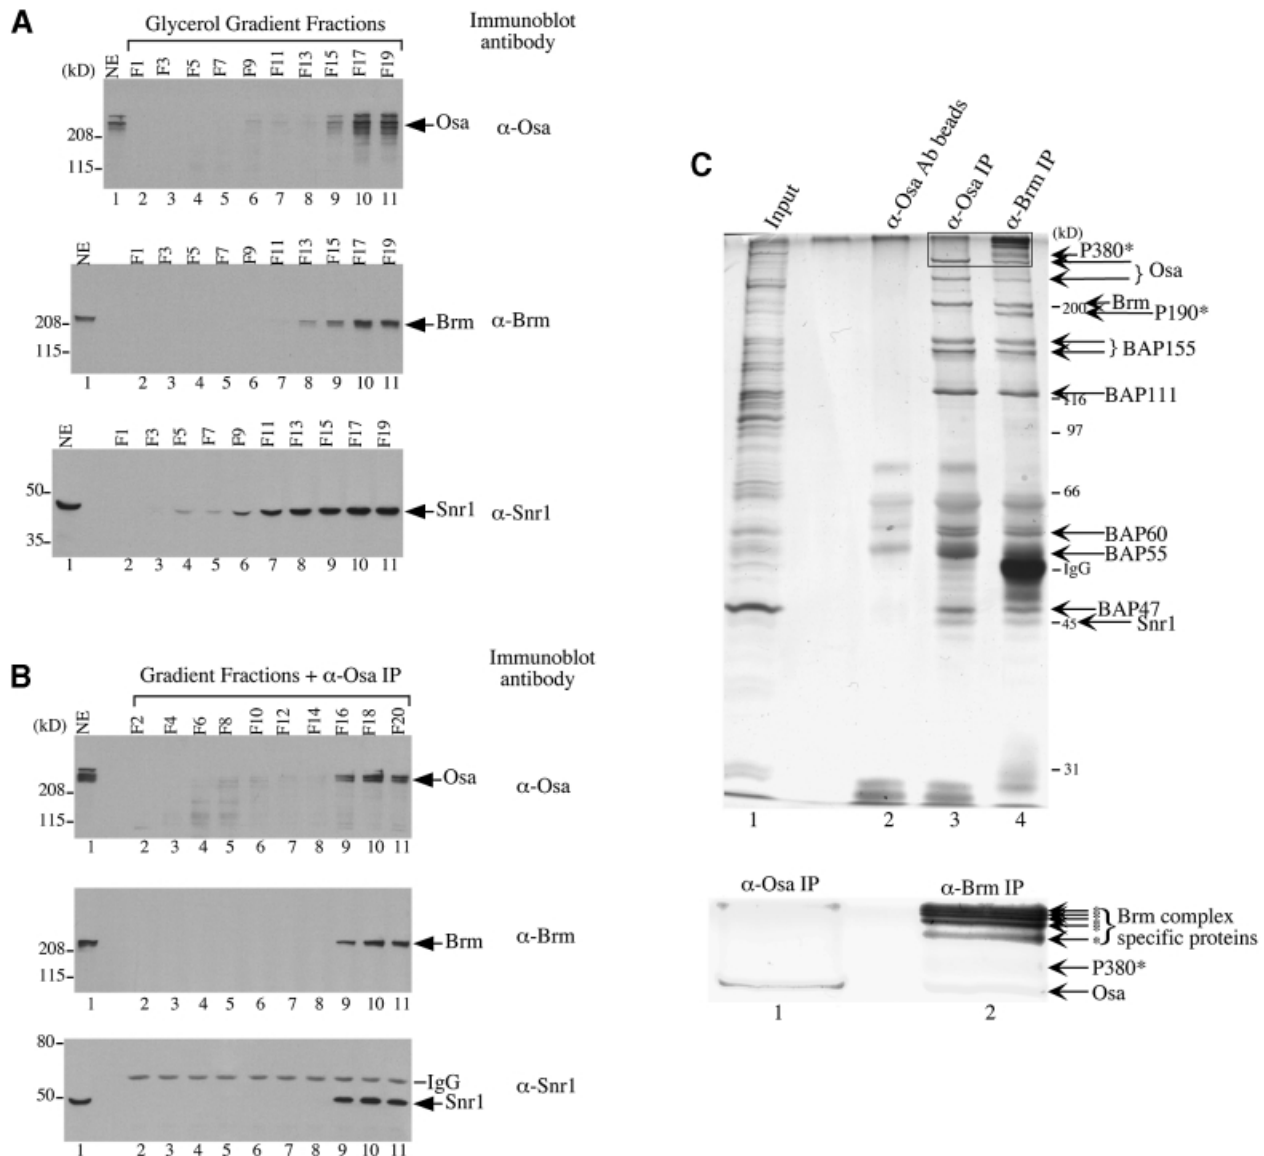 A
Glycerol Gradient Fractions
Immunoblot
antibody
(kD) NE F1 F3 F5 F7 F9 F11 F13 F15 F17 F19
208
115
Osa α-Osa
1 2 3 4 5 6 7 8 9 10 11
NE F1 F3 F5 F7 F9 F11 F13 F15 F17 F19
208
115
Brm α-Brm
1 2 3 4 5 6 7 8 9 10 11
NE F1 F3 F5 F7 F9 F11 F13 F15 F17 F19
50
35
Snr1 α-Snr1
1 2 3 4 5 6 7 8 9 10 11
B
Gradient Fractions + α-Osa IP
Immunoblot
antibody
(kD) NE F2 F4 F6 F8 F10 F12 F14 F16 F18 F20
208
115
Osa α-Osa
1 2 3 4 5 6 7 8 9 10 11
NE
208
115
Brm α-Brm
1 2 3 4 5 6 7 8 9 10 11
80
50
IgG
Snr1 α-Snr1
1 2 3 4 5 6 7 8 9 10 11
C
Input α-Osa Ab beads α-Osa IP α-Brm IP
(kD)
P380*
} Osa
200 Brm
P190*
} BAP155
BAP111
116
97
66
BAP60
BAP55
IgG
BAP47
45 Snr1
31
1 2 3 4
α-Osa IP α-Brm IP
* } Brm complex
specific proteins
P380*
Osa
1 2